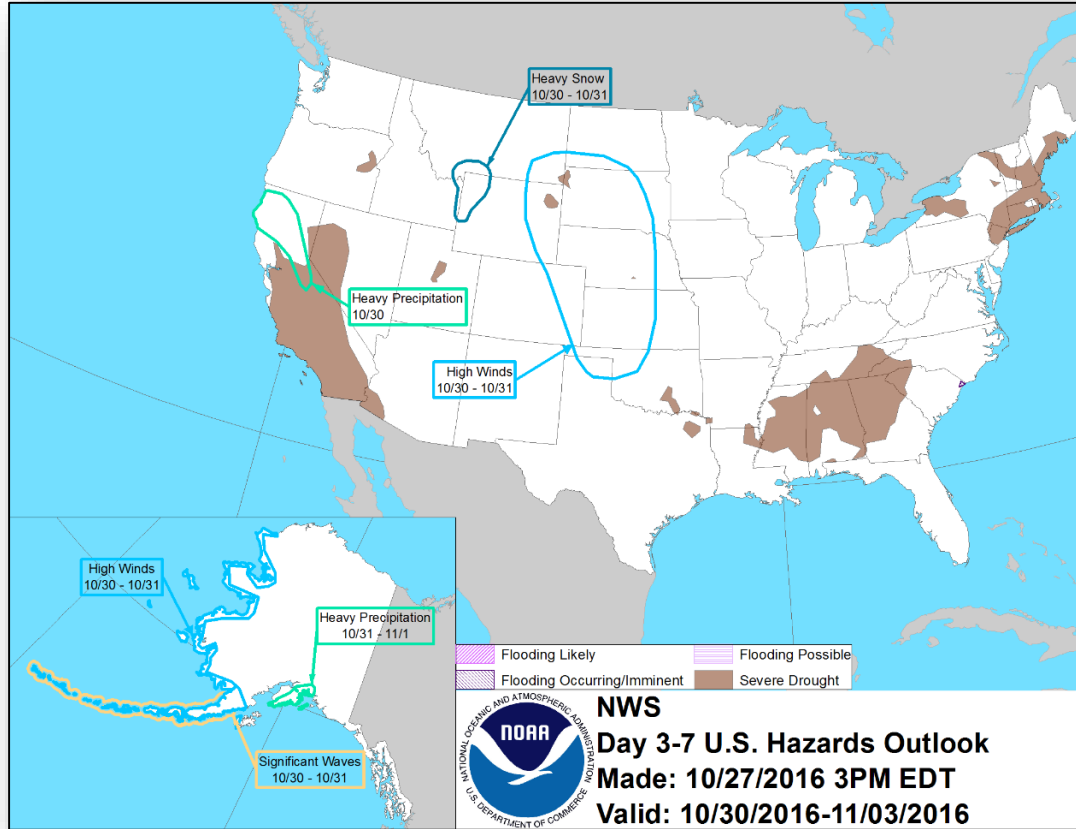 Heavy Snow
10/30 - 10/31
Heavy Precipitation
10/30
High Winds
10/30 - 10/31
High Winds
10/30 - 10/31
Heavy Precipitation
10/31 - 11/1
Significant Waves
10/30 - 10/31
Flooding Likely
Flooding Possible
Flooding Occurring/Imminent
Severe Drought
NATIONAL OCEANIC AND ATMOSPHERIC ADMINISTRATION
NOAA
U.S. DEPARTMENT OF COMMERCE
NWS
Day 3-7 U.S. Hazards Outlook
Made: 10/27/2016 3PM EDT
Valid: 10/30/2016-11/03/2016